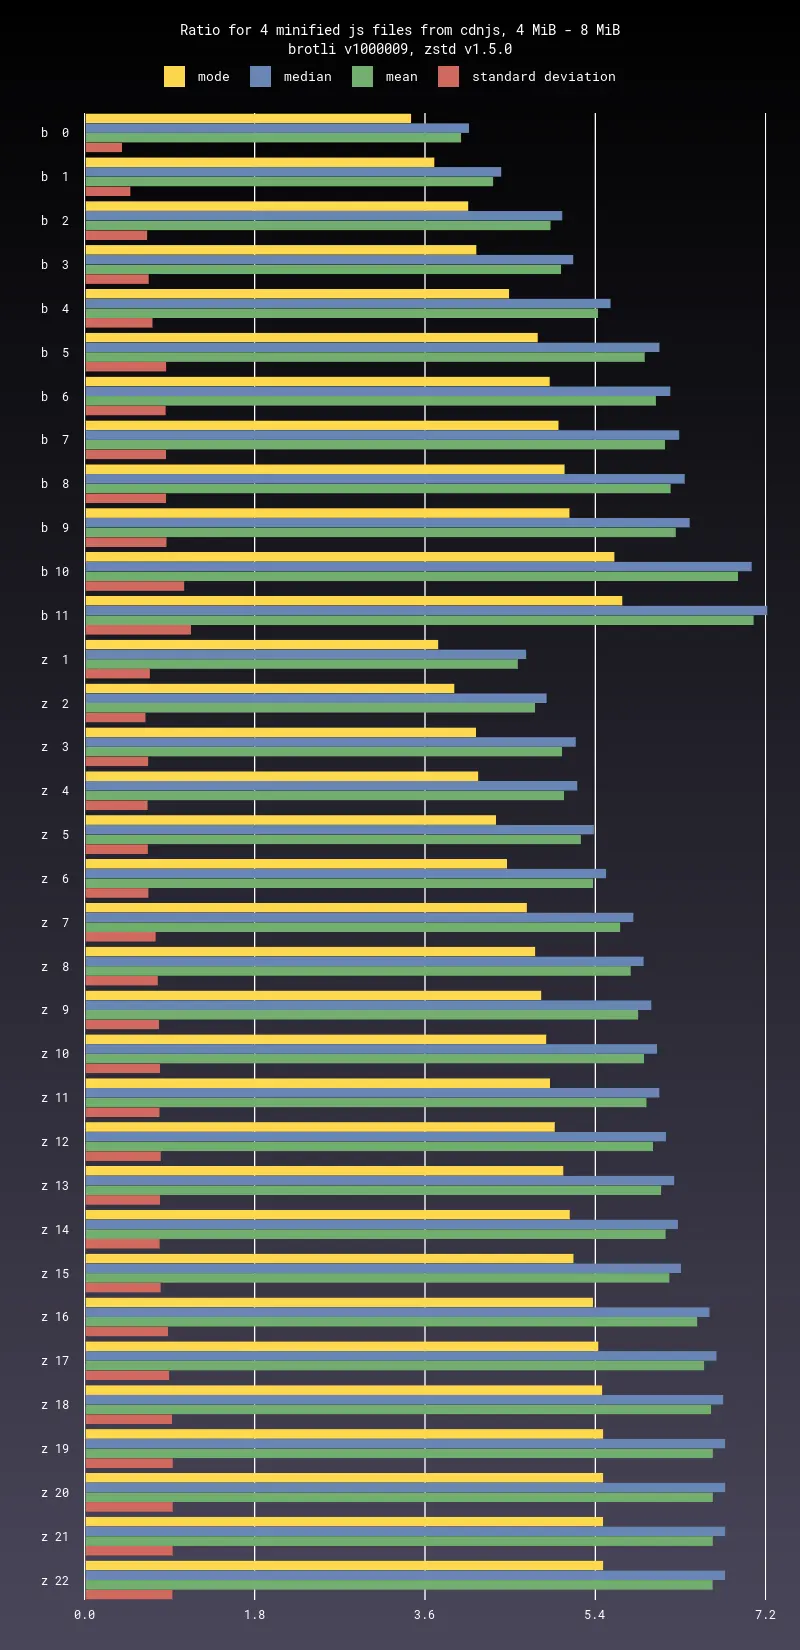 Ratio for 4 minified js files from cdnjs, 4 MiB - 8 MiB
brotli v1000009, zstd v1.5.0
mode median mean standard deviation
b 0
b 1
b 2
b 3
b 4
b 5
b 6
b 7
b 8
b 9
b 10
b 11
z 1
z 2
z 3
z 4
z 5
z 6
z 7
z 8
z 9
z 10
z 11
z 12
z 13
z 14
z 15
z 16
z 17
z 18
z 19
z 20
z 21
z 22
0.0 1.8 3.6 5.4 7.2